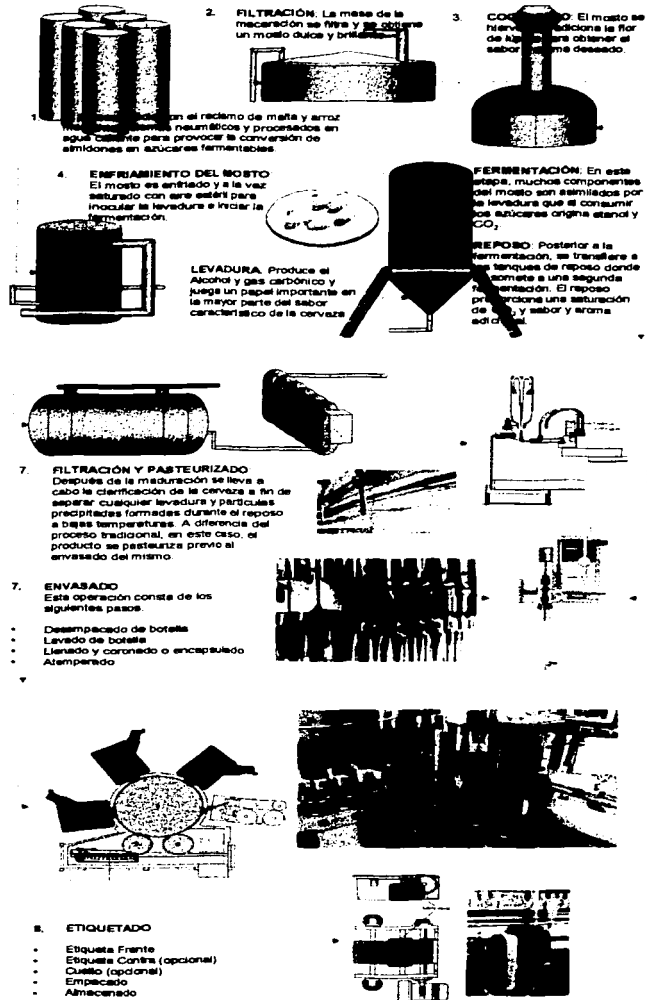 2. FILTRACIÓN: La masa de la
maceración se filtra y se obtiene
un mosto dulce y
3. El mosto se
la flor
obtener el
sabor deseado.
1. con el reclamo de malta y arroz
neumáticos y procesados en
agua caliente para provocar la conversión de
almidones en azúcares fermentables.
4. ENFRIAMIENTO DEL MOSTO
El mosto es enfriado y a la vez
saturado con aire estéril para
inocular la levadura e iniciar la
fermentación.
LEVADURA. Produce el
Alcohol y gas carbónico y
juega un papel importante en
la mayor parte del sabor
característico de la cerveza
FERMENTACIÓN: En esta
etapa, muchos componentes
del mosto son asimilados por
la levadura que al consumir
los azúcares origina etanol y
CO2.
REPOSO: Posterior a la
fermentación, se transfiere a
tanques de reposo donde
somete a una segunda
El reposo
una saturación
de y sabor y aroma
7. FILTRACIÓN Y PASTEURIZADO
Después de la maduración se lleva a
cabo la clarificación de la cerveza a fin de
separar cualquier levadura y partículas
precipitadas formadas durante el reposo
a bajas temperaturas. A diferencia del
proceso tradicional, en este caso, el
producto se pasteuriza previo al
envasado del mismo.
7. ENVASADO
Esta operación consta de los
siguientes pasos.
• Desempacado de botella
• Lavado de botella
• Llenado y coronado o encapsulado
• Atemperado
8. ETIQUETADO
• Etiqueta Frente
• Etiqueta Contra (opcional)
• Cuello (opcional)
• Empacado
• Almacenado